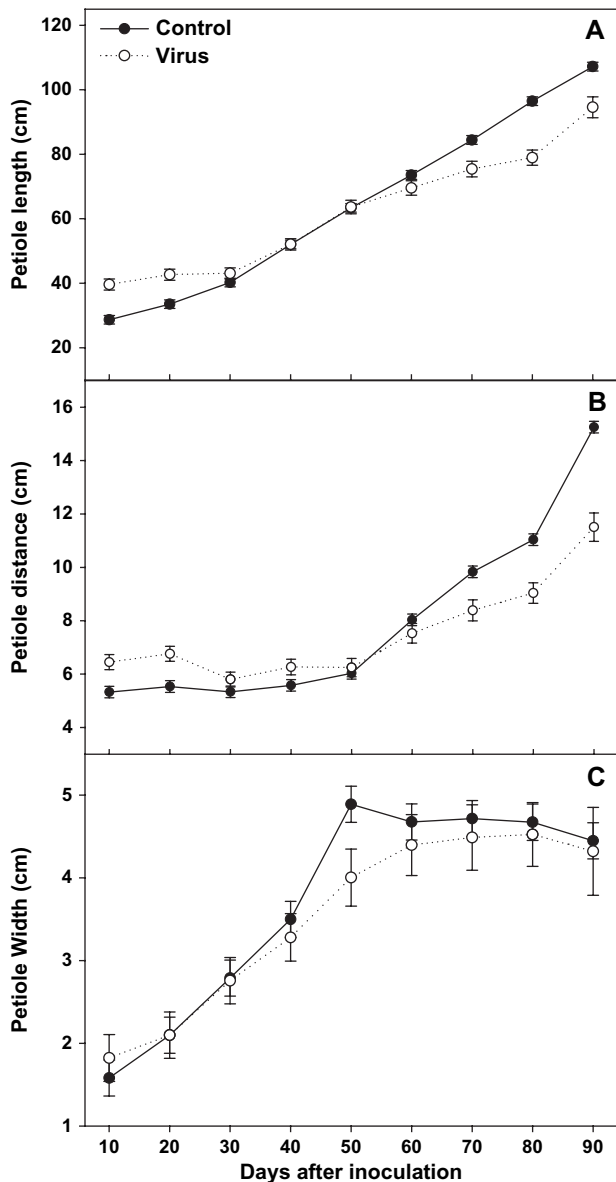 Control
Virus
A
Petiole length (cm)
120
100
80
60
40
20
B
Petiole distance (cm)
16
14
12
10
8
6
4
C
Petiole Width (cm)
5
4
3
2
1
10 20 30 40 50 60 70 80 90
Days after inoculation